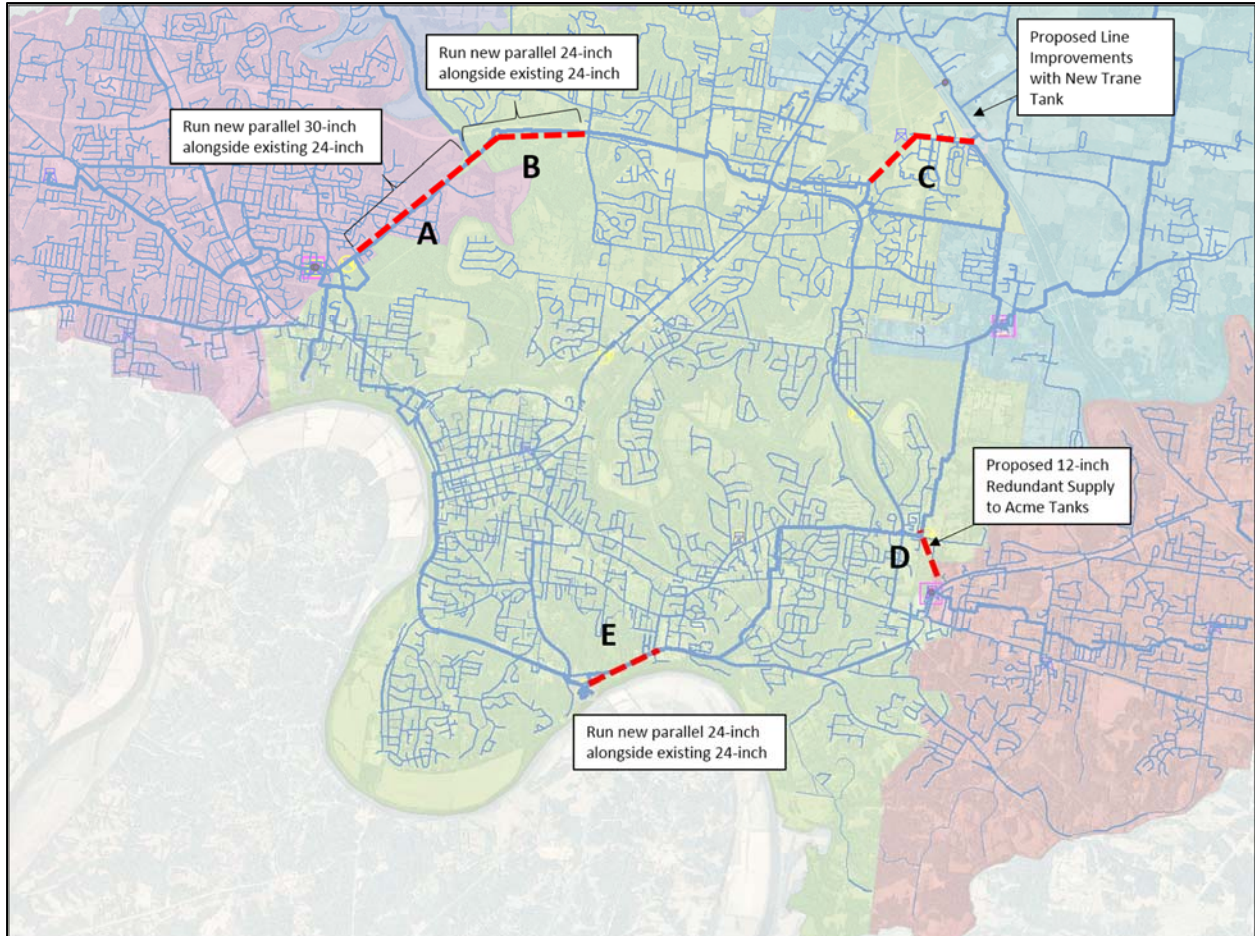 Run new parallel 24-inch
alongside existing 24-inch
Proposed Line
Improvements
with New Trane
Tank
Run new parallel 30-inch
alongside existing 24-inch
B
C
A
Proposed 12-inch
Redundant Supply
to Acme Tanks
D
E
Run new parallel 24-inch
alongside existing 24-inch